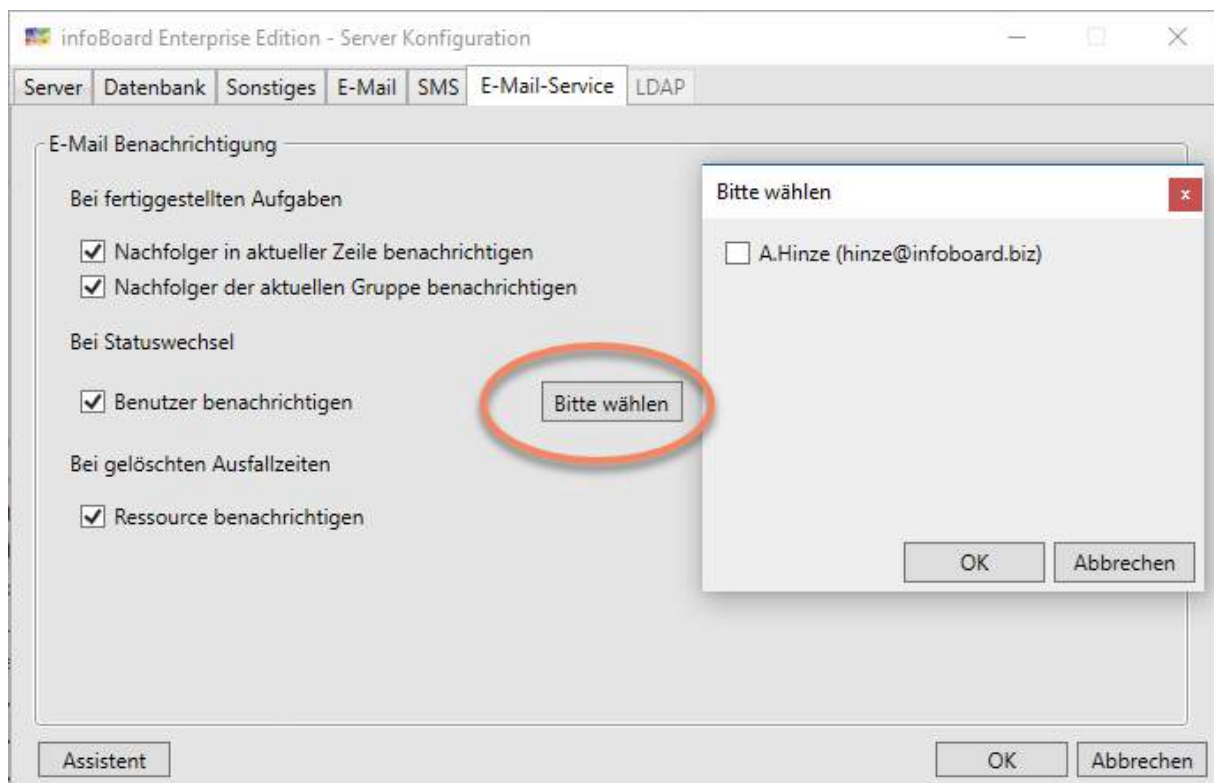 infoBoard Enterprise Edition - Server Konfiguration
Server Datenbank Sonstiges E-Mail SMS E-Mail-Service LDAP
E-Mail Benachrichtigung
Bei fertiggestellten Aufgaben
Nachfolger in aktueller Zeile benachrichtigen
Nachfolger der aktuellen Gruppe benachrichtigen
Bei Statuswechsel
Benutzer benachrichtigen
Bitte wählen
Bei gelöschten Ausfallzeiten
Ressource benachrichtigen
Bitte wählen
x
A.Hinze (hinze@infoboard.biz)
OK Abbrechen
Assistent OK Abbrechen